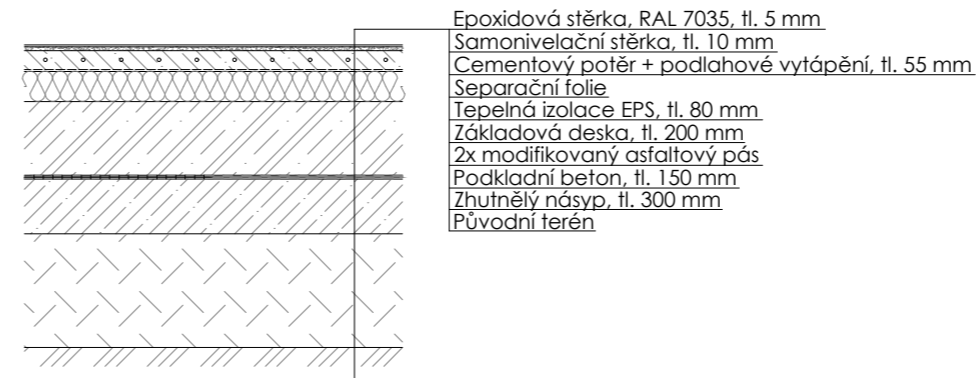 Epoxidová stěrka, RAL 7035, tl. 5 mm
Samonivelační stěrka, tl. 10 mm
Cementový potěr + podlahové vytápění, tl. 55 mm
Separační folie
Tepelná izolace EPS, tl. 80 mm
Základová deska, tl. 200 mm
2x modifikovaný asfaltový pás
Podkladní beton, tl. 150 mm
Zhutnělý násyp, tl. 300 mm
Původní terén